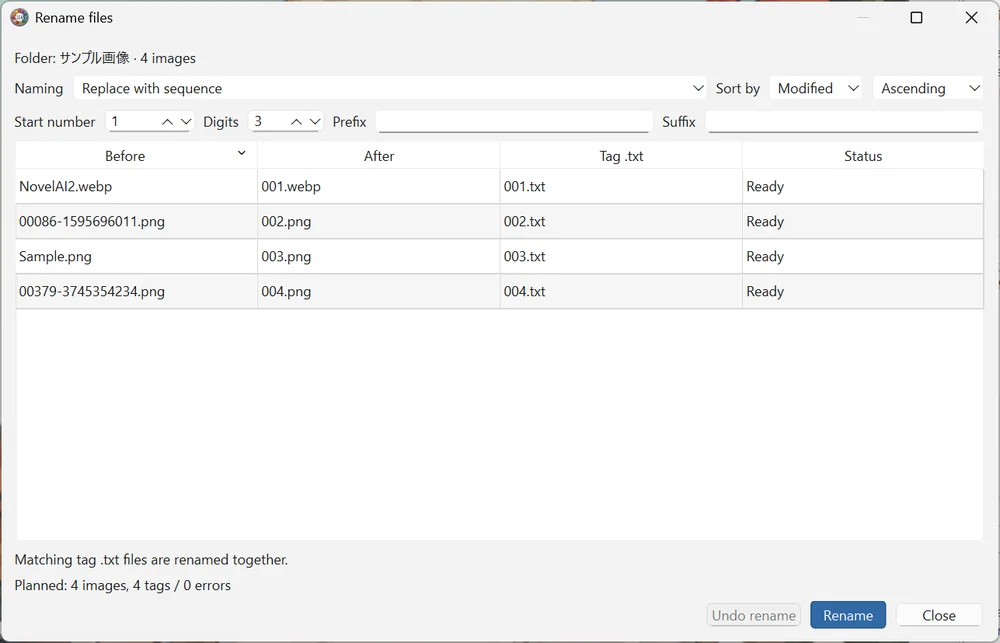 Rename files
Folder: サンプル画像 · 4 images
Naming Replace with sequence Sort by Modified Ascending
Start number 1 Digits 3 Prefix Suffix
Before After Tag .txt Status
NovelAI2.webp 001.webp 001.txt Ready
00086-1595696011.png 002.png 002.txt Ready
Sample.png 003.png 003.txt Ready
00379-3745354234.png 004.png 004.txt Ready
Matching tag .txt files are renamed together.
Planned: 4 images, 4 tags / 0 errors
Undo rename Rename Close